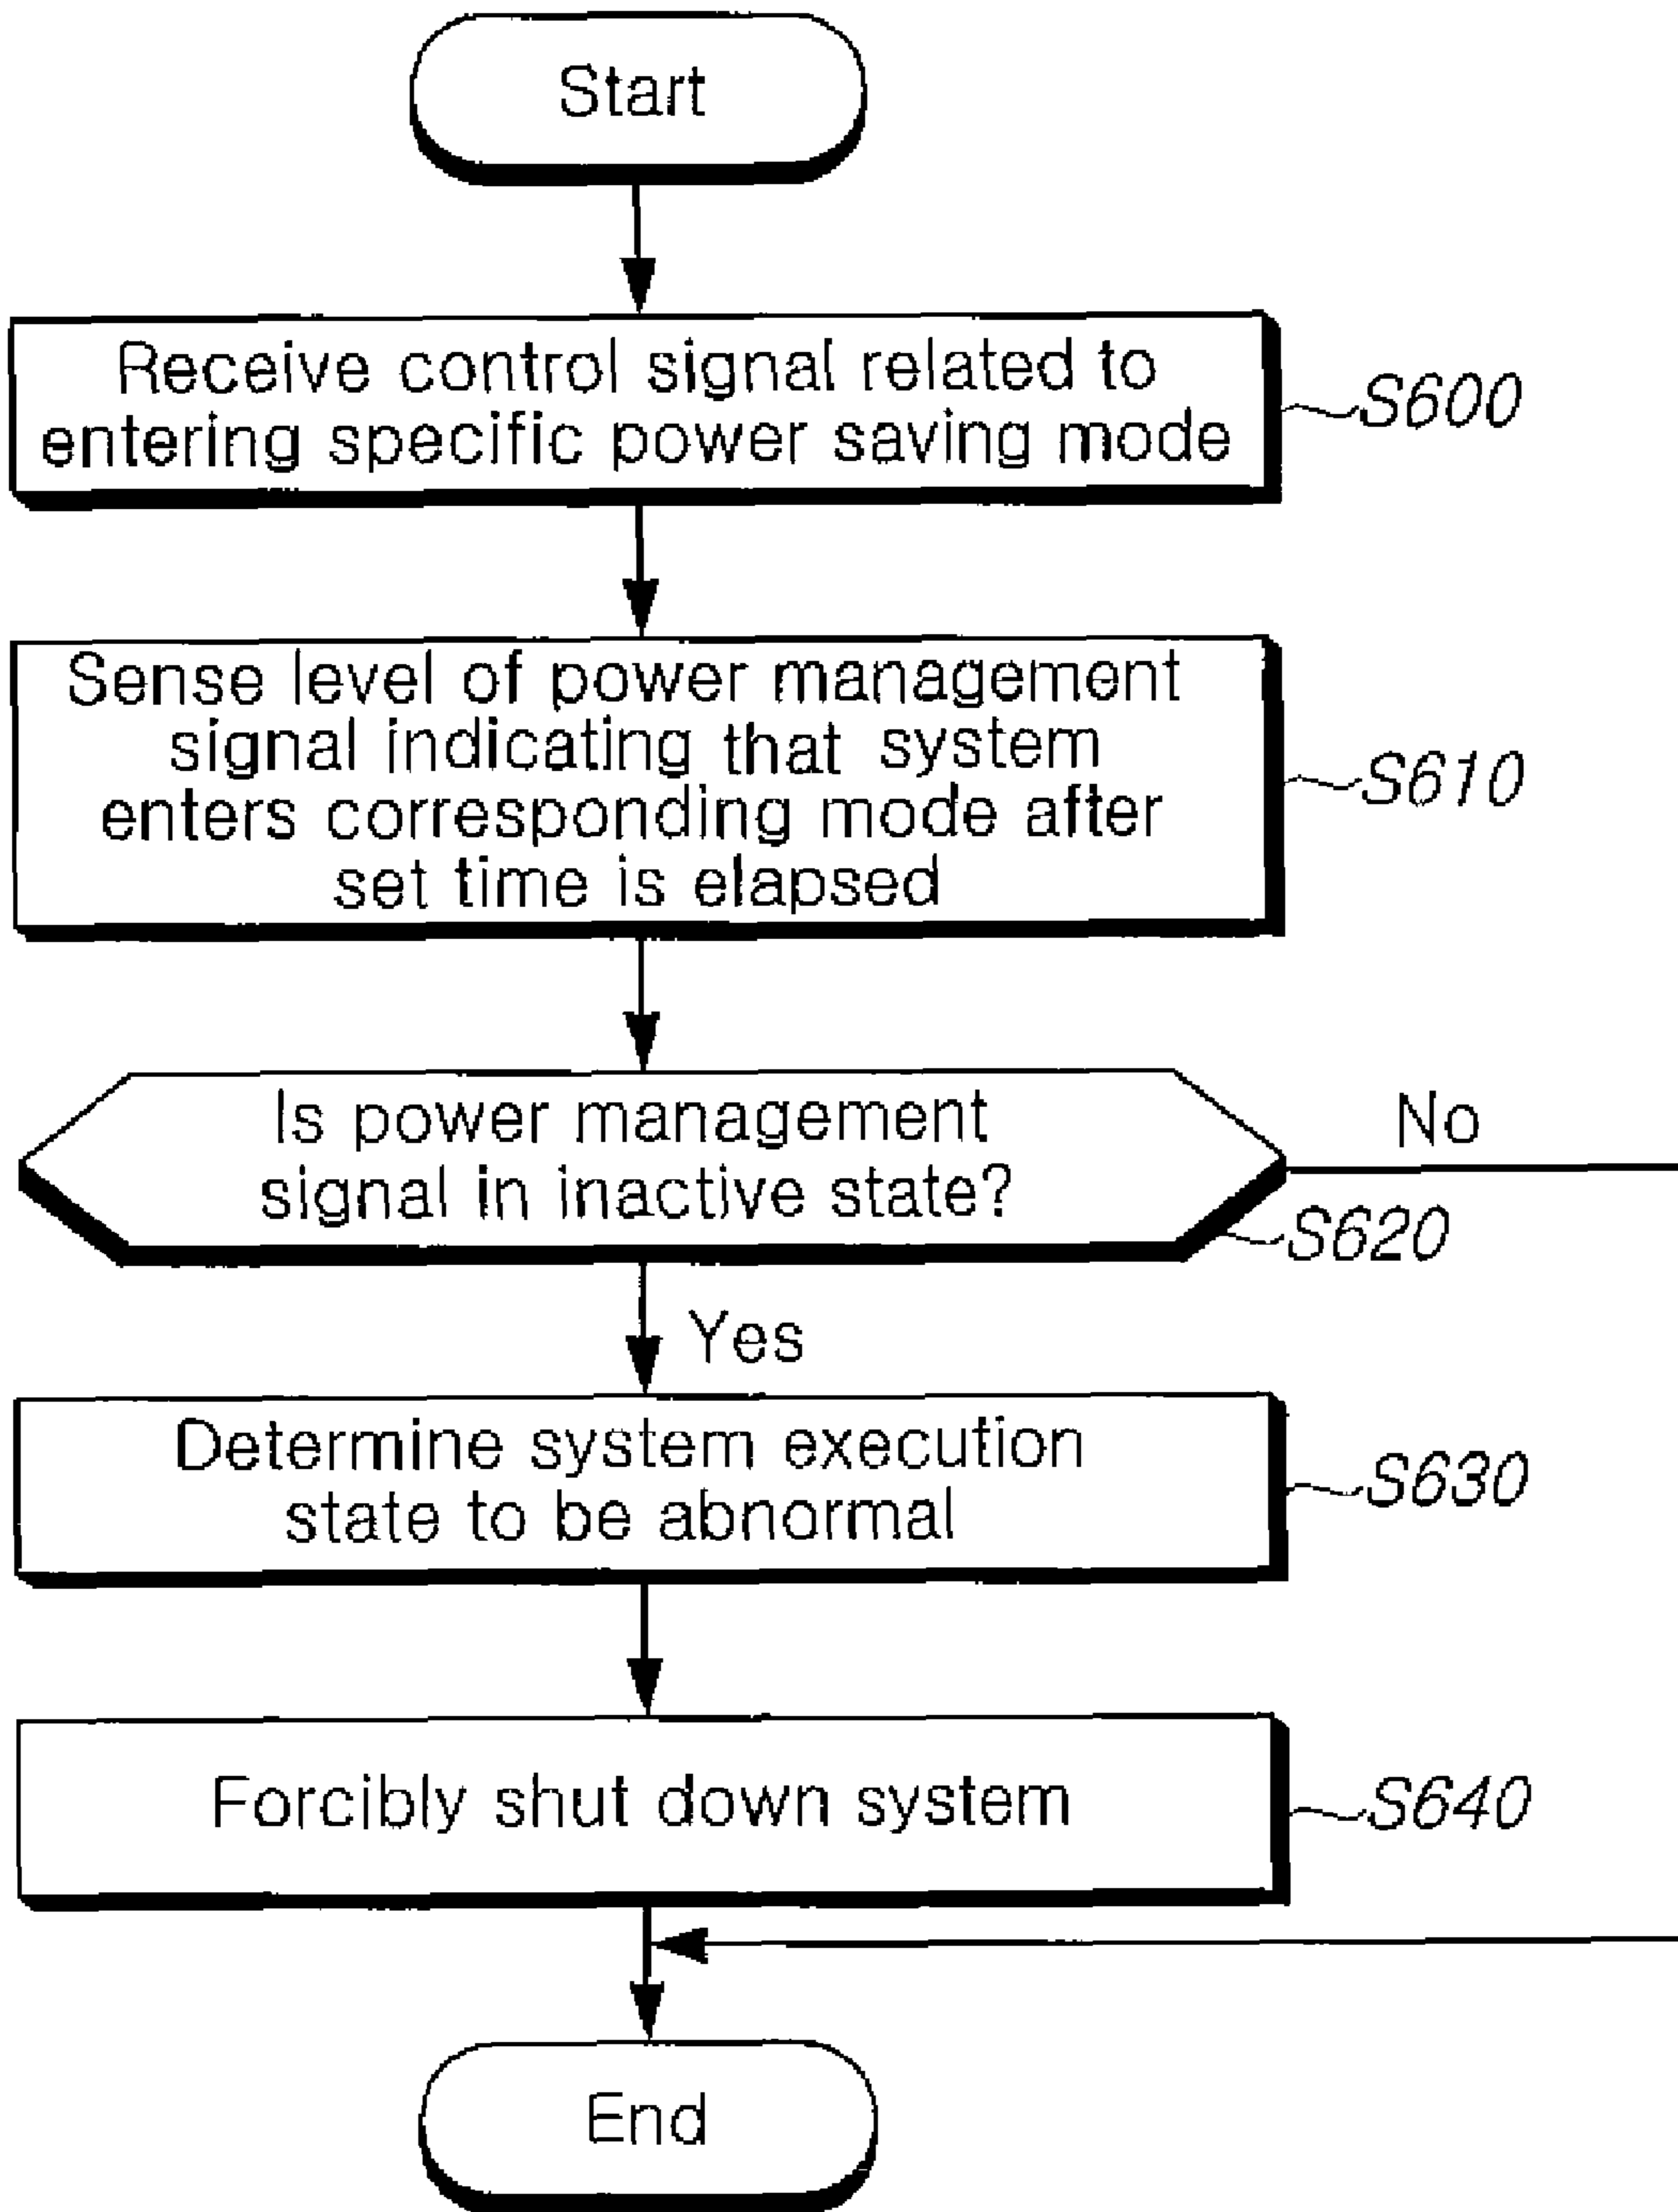 Start
Receive control signal related to
entering specific power saving mode
S600
Sense level of power management
signal indicating that system
enters corresponding mode after
set time is elapsed
S610
Is power management
signal in inactive state?
No
S620
Yes
Determine system execution
state to be abnormal
S630
Forcibly shut down system
S640
End